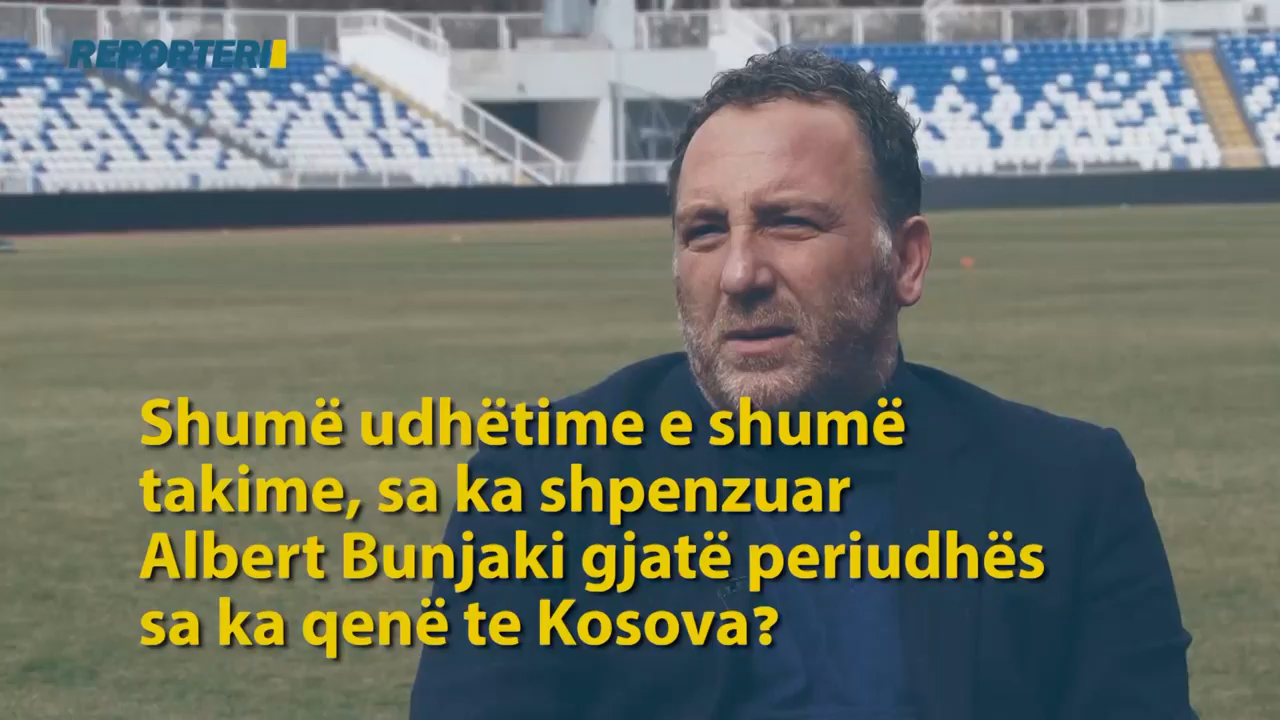 REPORTERI
Shumë udhëtime e shumë
takime, sa ka shpenzuar
Albert Bunjaki gjatë periudhës
sa ka qenë te Kosova?